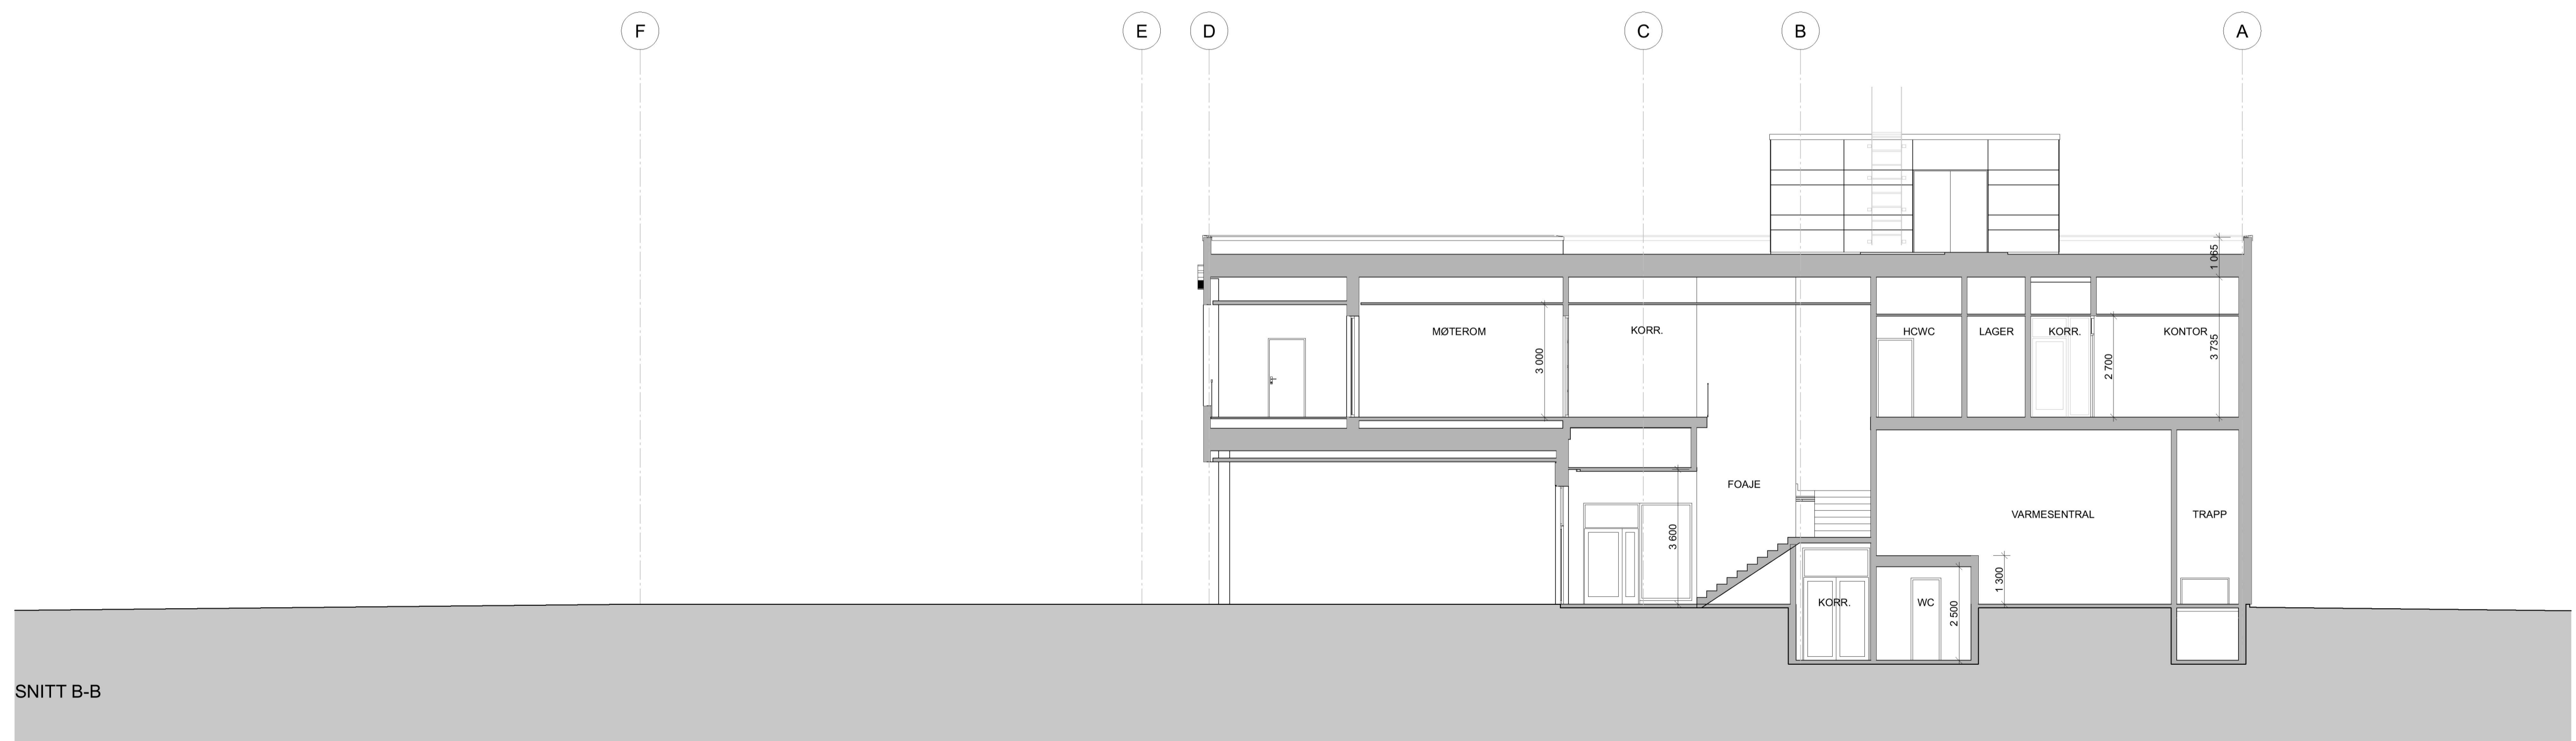 F E D C B A
1 065
MØTEROM KORR. HCWC LAGER KORR. KONTOR
3 000 2 700 3 735
FOAJE VARMESENTRAL TRAPP
3 600
1 300
KORR. WC
2 500
SNITT B-B